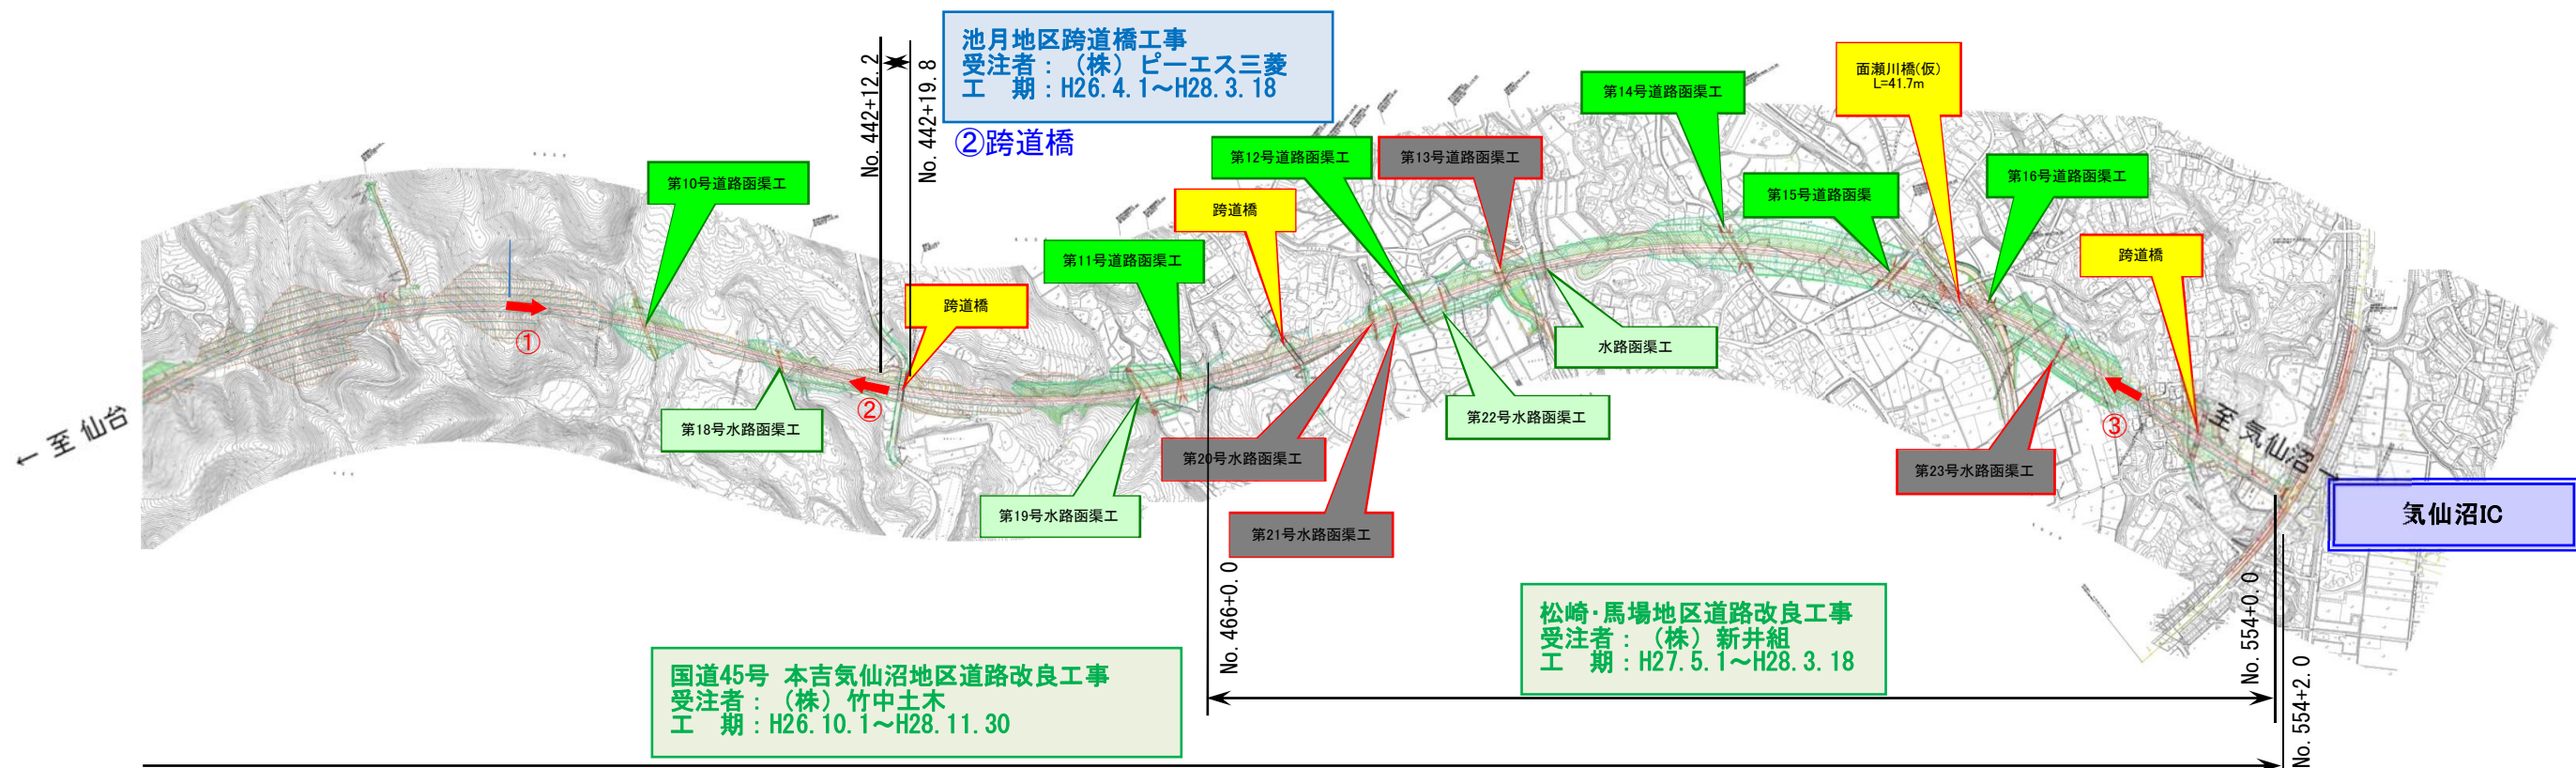 池月地区跨道橋工事
受注者：（株）ピーエス三菱
工　期：H26.4.1～H28.3.18
②跨道橋
No.442+12.2
No.442+19.8
第10号道路函渠工
第11号道路函渠工
跨道橋
第12号道路函渠工
第13号道路函渠工
第14号道路函渠工
第15号道路函渠
面瀬川橋(仮)
L=41.7m
第16号道路函渠工
跨道橋
跨道橋
①
②
③
← 至 仙台
至 気仙沼 →
気仙沼IC
第18号水路函渠工
第19号水路函渠工
第20号水路函渠工
第21号水路函渠工
第22号水路函渠工
水路函渠工
第23号水路函渠工
No.466+0.0
No.554+0.0
No.554+2.0
国道45号 本吉気仙沼地区道路改良工事
受注者：（株）竹中土木
工　期：H26.10.1～H28.11.30
松崎・馬場地区道路改良工事
受注者：（株）新井組
工　期：H27.5.1～H28.3.18